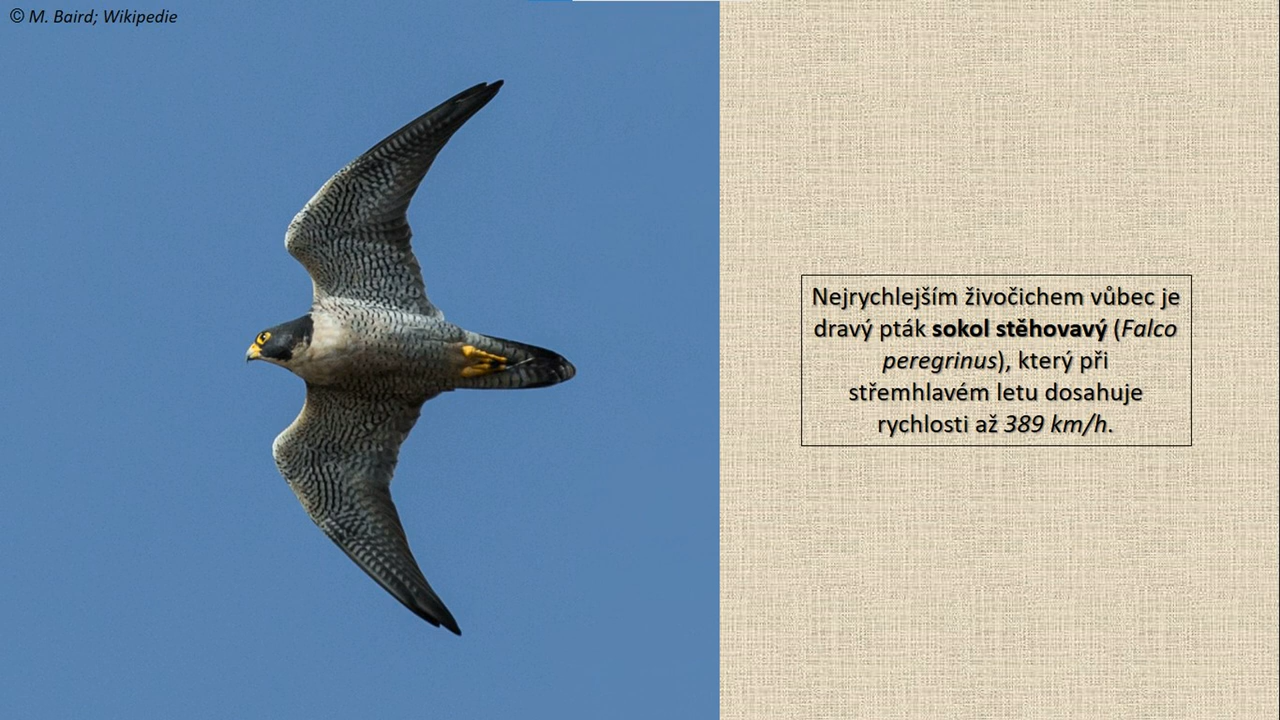 © M. Baird; Wikipedie
Nejrychlejším živočichem vůbec je
dravý pták sokol stěhovavý (Falco
peregrinus), který při
střemhlavém letu dosahuje
rychlosti až 389 km/h.